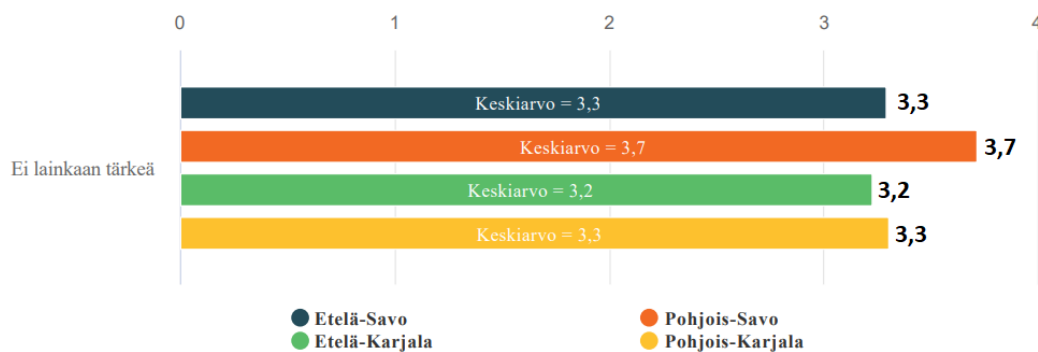 0 1 2 3 4
Keskiarvo = 3,3 3,3
Keskiarvo = 3,7 3,7
Ei lainkaan tärkeä
Keskiarvo = 3,2 3,2
Keskiarvo = 3,3 3,3
Etelä-Savo Pohjois-Savo
Etelä-Karjala Pohjois-Karjala